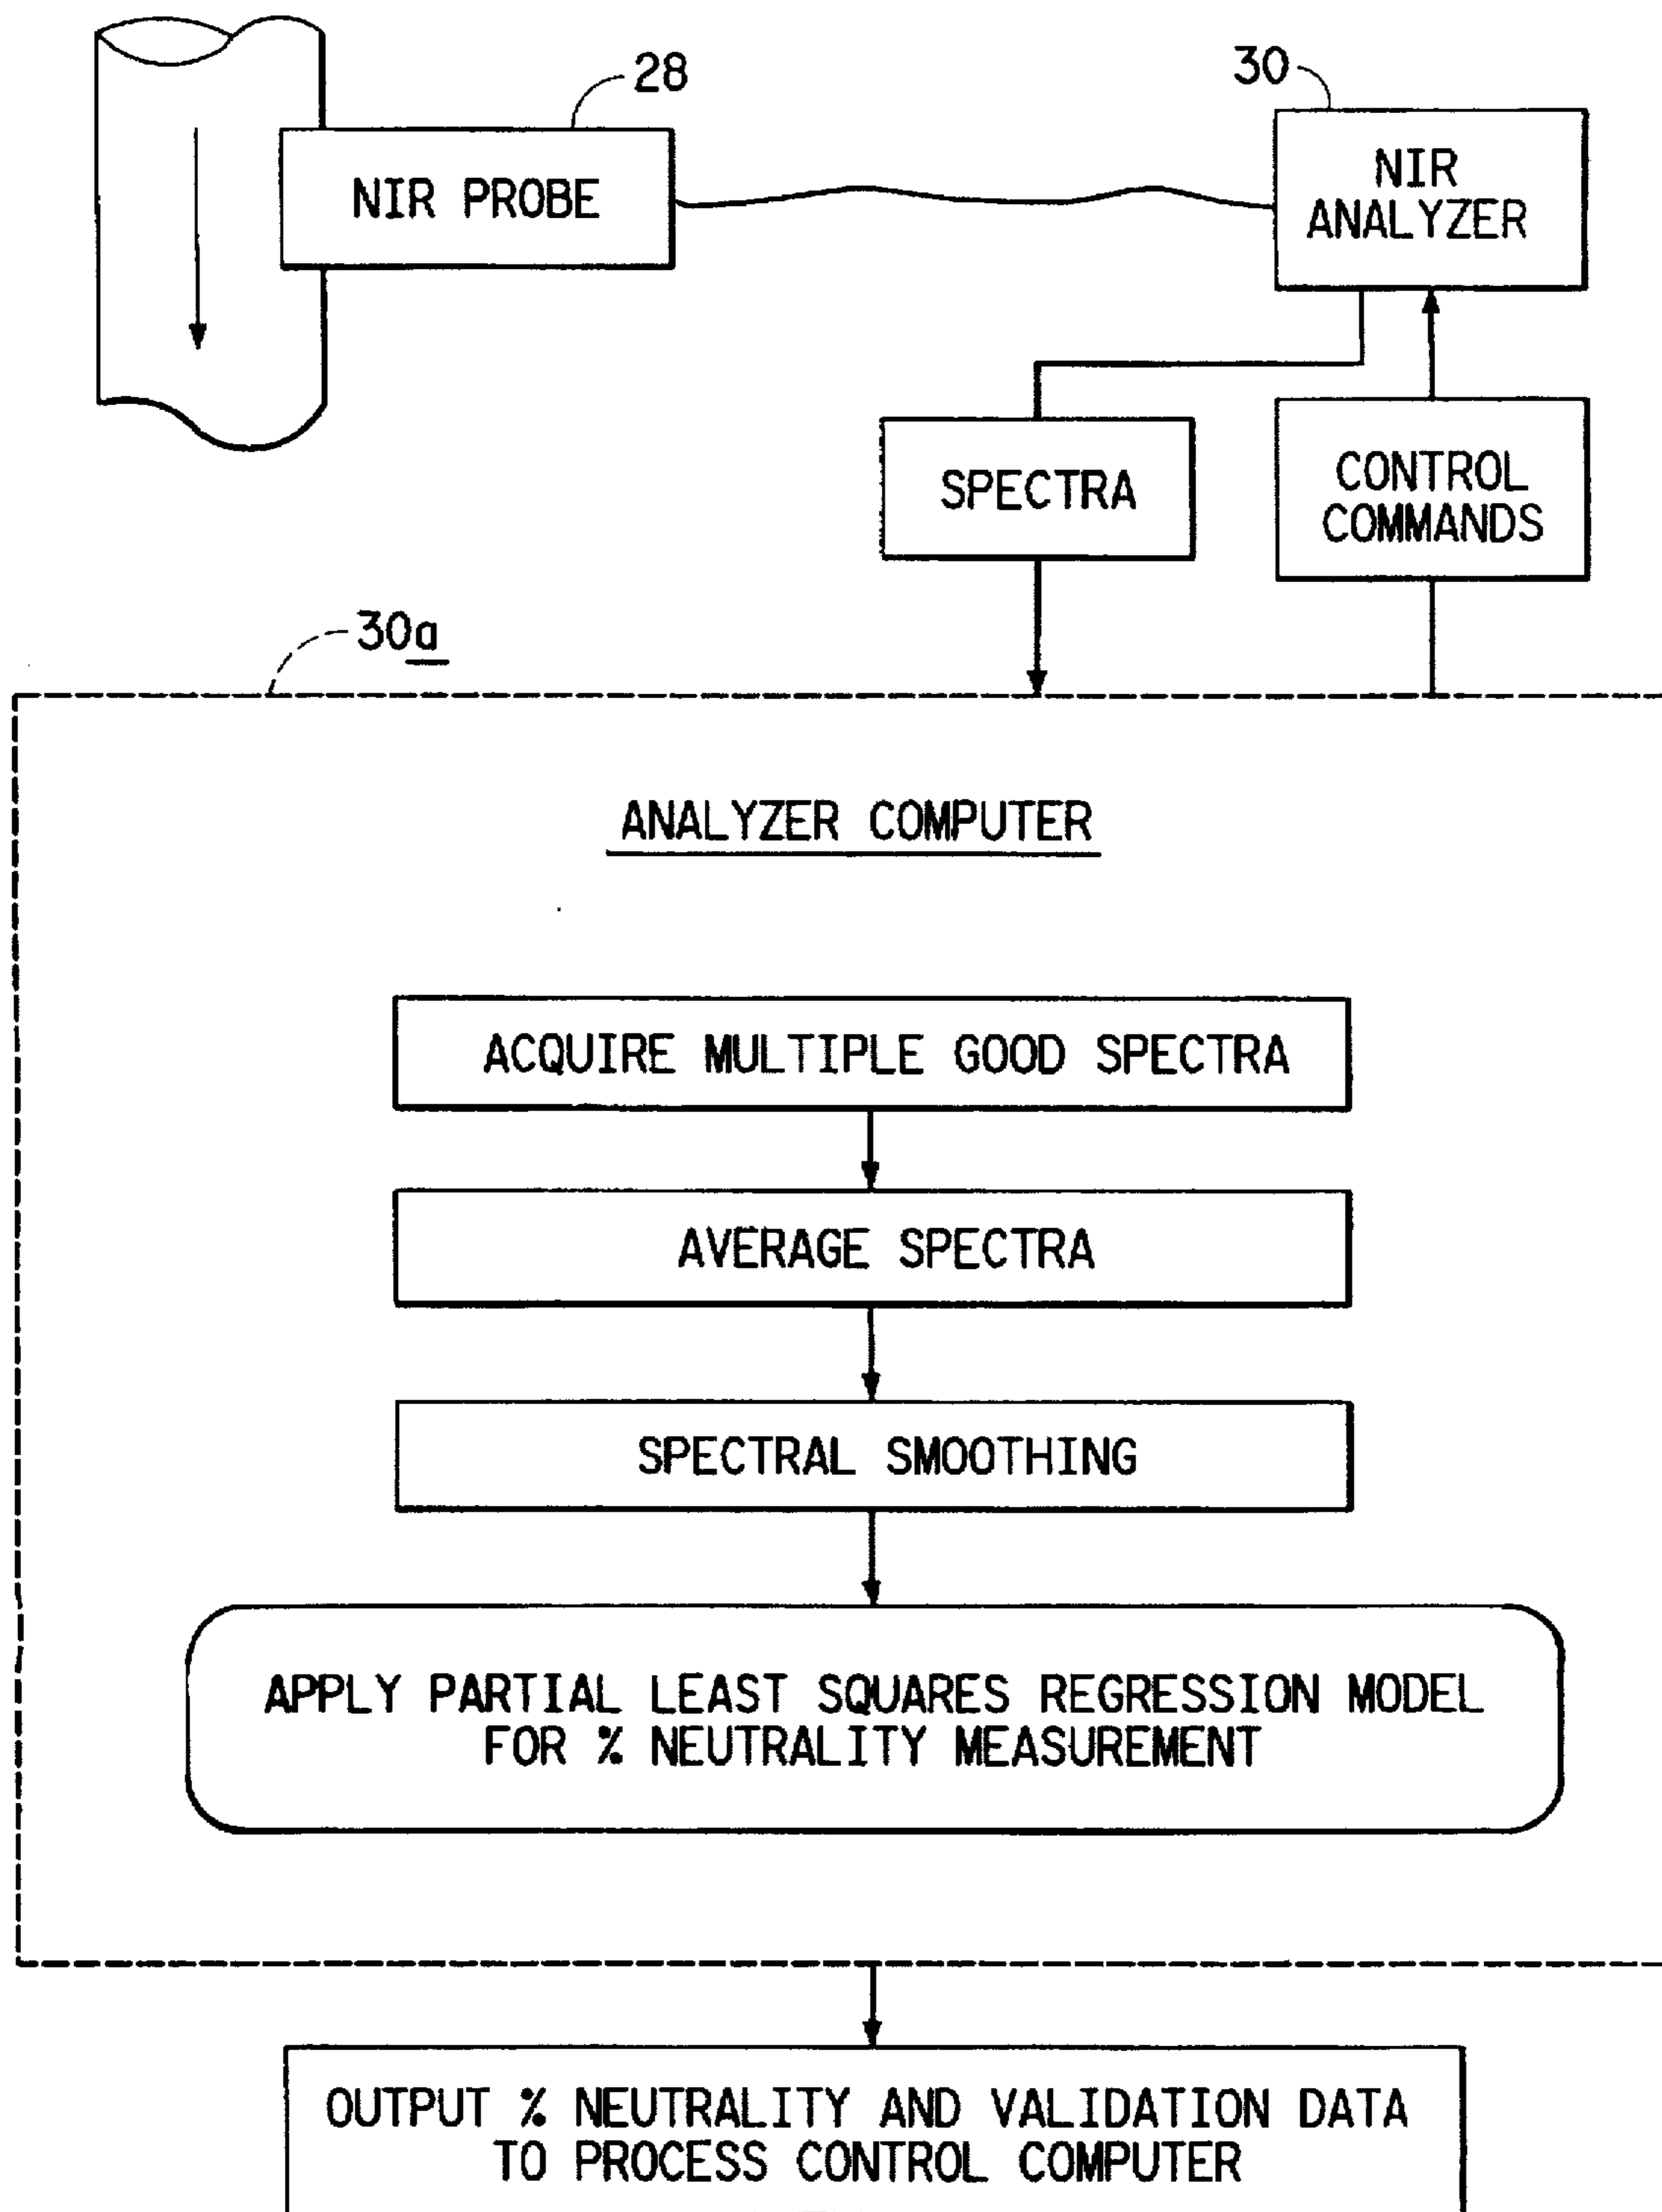 28
30
NIR PROBE
NIR
ANALYZER
SPECTRA
CONTROL
COMMANDS
30a
ANALYZER COMPUTER
ACQUIRE MULTIPLE GOOD SPECTRA
AVERAGE SPECTRA
SPECTRAL SMOOTHING
APPLY PARTIAL LEAST SQUARES REGRESSION MODEL
FOR % NEUTRALITY MEASUREMENT
OUTPUT % NEUTRALITY AND VALIDATION DATA
TO PROCESS CONTROL COMPUTER